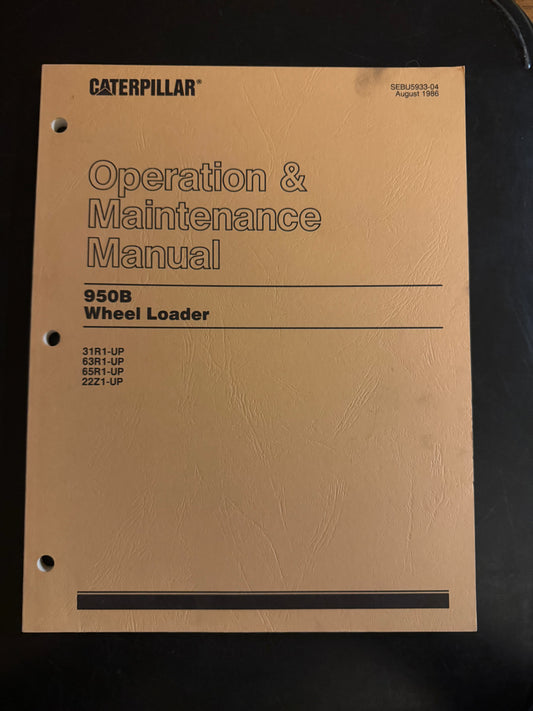 CATERPILLAR®
SEBU5933-04
August 1986
Operation &
Maintenance
Manual
950B
Wheel Loader
31R1-UP
63R1-UP
65R1-UP
22Z1-UP